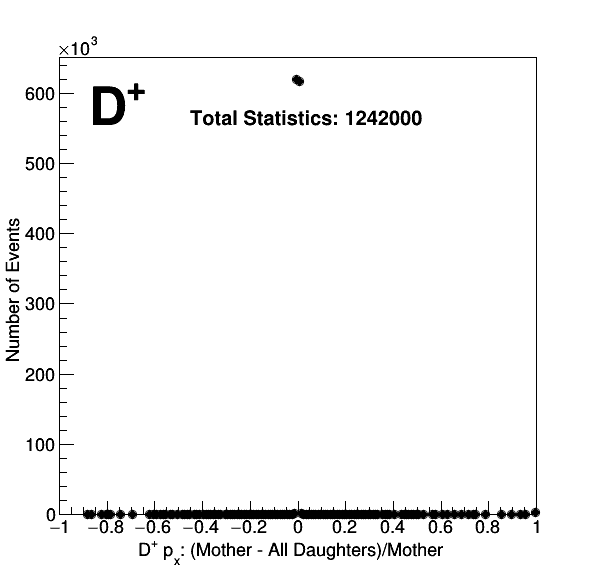 ×10³
D⁺
Total Statistics: 1242000
600
500
400
300
200
100
0
Number of Events
−1 −0.8 −0.6 −0.4 −0.2 0 0.2 0.4 0.6 0.8 1
D⁺ pₓ: (Mother - All Daughters)/Mother